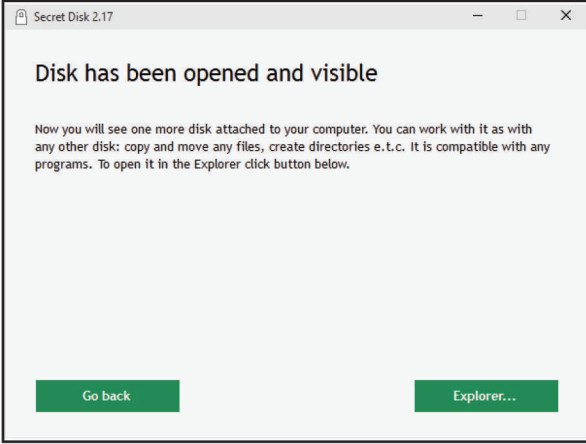 Secret Disk 2.17
Disk has been opened and visible
Now you will see one more disk attached to your computer. You can work with it as with
any other disk: copy and move any files, create directories e.t.c. It is compatible with any
programs. To open it in the Explorer click button below.
Go back
Explorer...